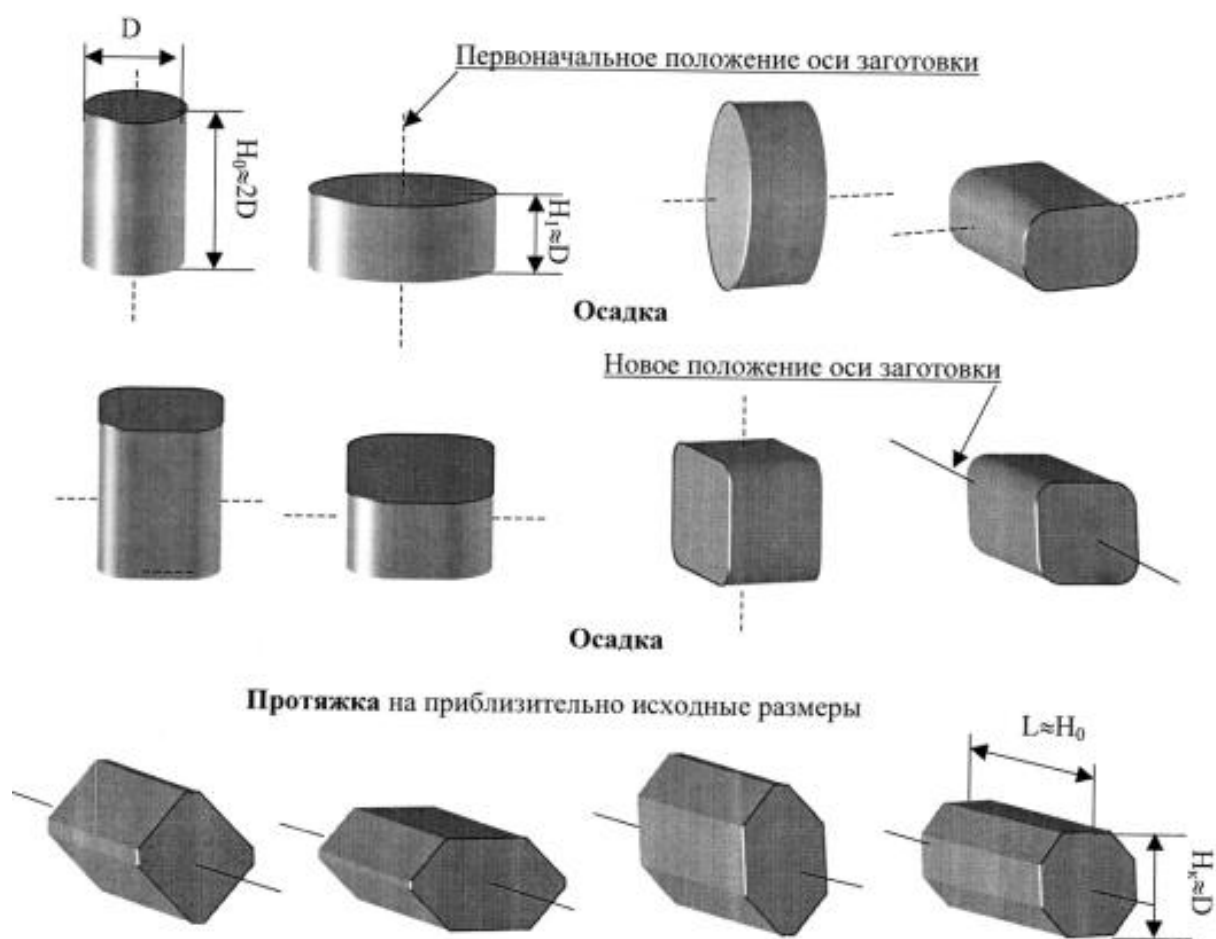 D
Первоначальное положение оси заготовки
H₀≈2D
H₁≈D
Осадка
Новое положение оси заготовки
Осадка
Протяжка на приблизительно исходные размеры
L≈H₀
Hк≈D